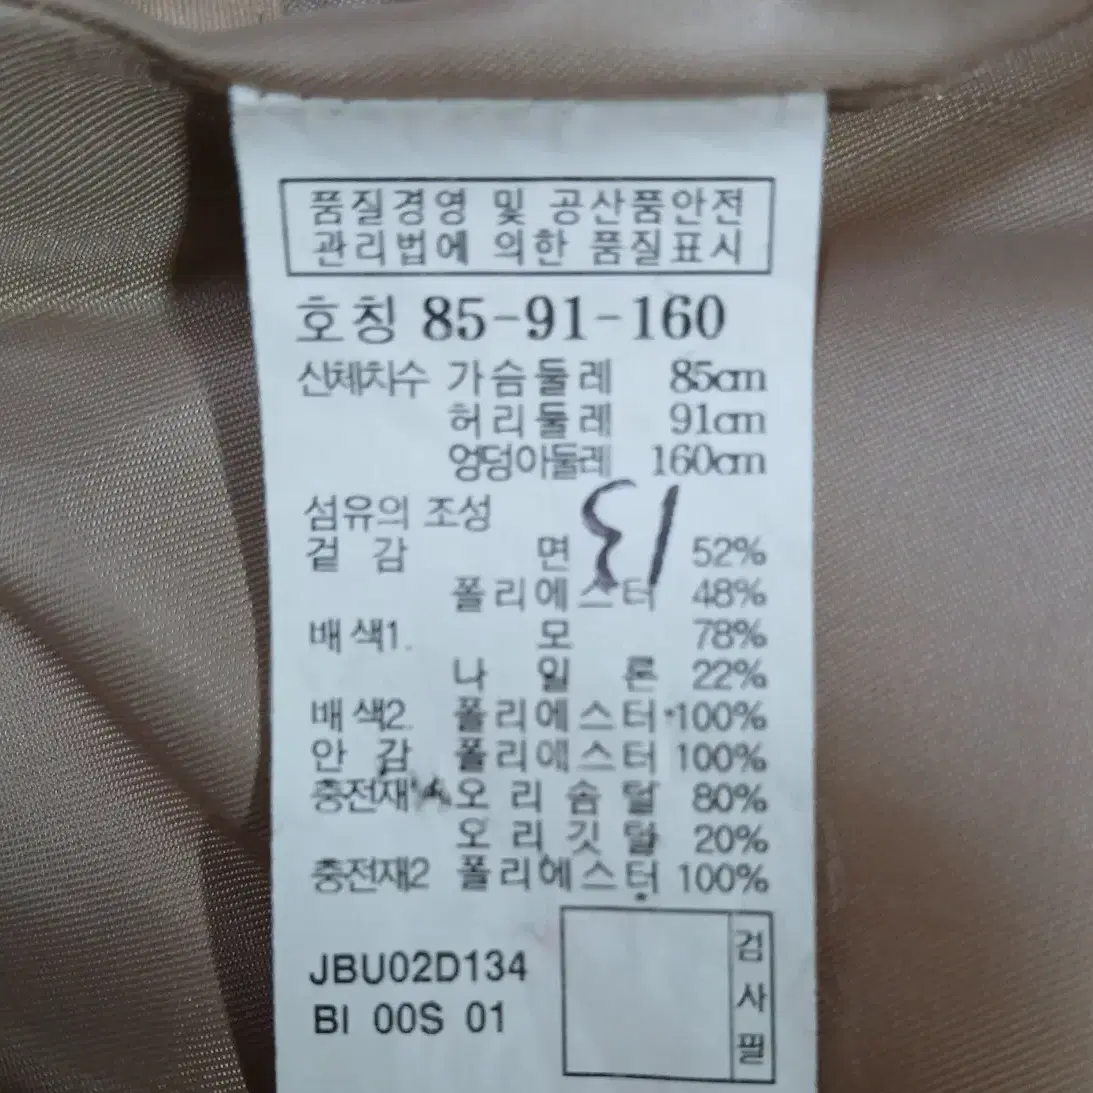 품질경영 및 공산품안전
관리법에 의한 품질표시
호칭 85-91-160
신체치수 가슴둘레 85cm
허리둘레 91cm
엉덩이둘레 160cm
13
섬유의 조성
겉감 면 52%
폴리에스터 48%
배색1. 모 78%
나일론 22%
배색2. 폴리에스터 100%
안감 폴리에스터 100%
충전재 오리솜털 80%
오리깃털 20%
충전재2 폴리에스터 100%
JBU02D134
BI 00S 01
검사필